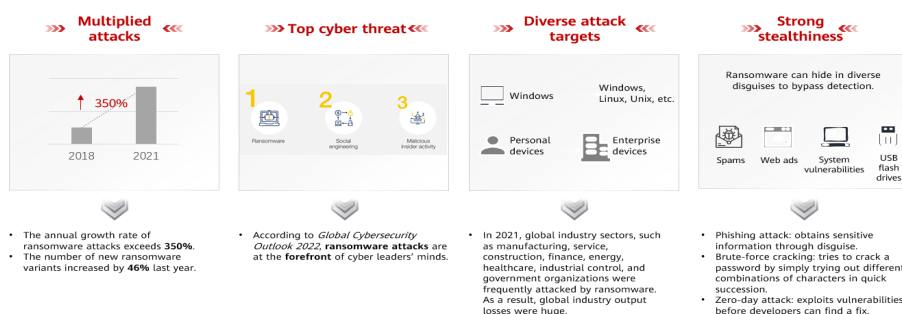 Multiplied
attacks
350%
2018 2021
• The annual growth rate of
ransomware attacks exceeds 350%.
• The number of new ransomware
variants increased by 46% last year.
Top cyber threat
1 2 3
Ransomware
Social
engineering
Malicious
insider activity
• According to Global Cybersecurity
Outlook 2022, ransomware attacks are
at the forefront of cyber leaders’ minds.
Diverse attack
targets
Windows
Windows,
Linux, Unix, etc.
Personal
devices
Enterprise
devices
• In 2021, global industry sectors, such
as manufacturing, service,
construction, finance, energy,
healthcare, industrial control, and
government organizations were
frequently attacked by ransomware.
As a result, global industry output
losses were huge.
Strong
stealthiness
Ransomware can hide in diverse
disguises to bypass detection.
Spams
Web ads
System
vulnerabilities
USB
flash
drives
• Phishing attack: obtains sensitive
information through disguise.
• Brute-force cracking: tries to crack a
password by simply trying out different
combinations of characters in quick
succession.
• Zero-day attack: exploits vulnerabilities
before developers can find a fix.